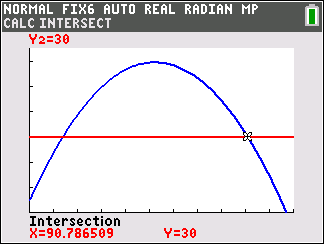 NORMAL FIX6 AUTO REAL RADIAN MP
CALC INTERSECT
Y2=30
Intersection
X=90.786509 Y=30